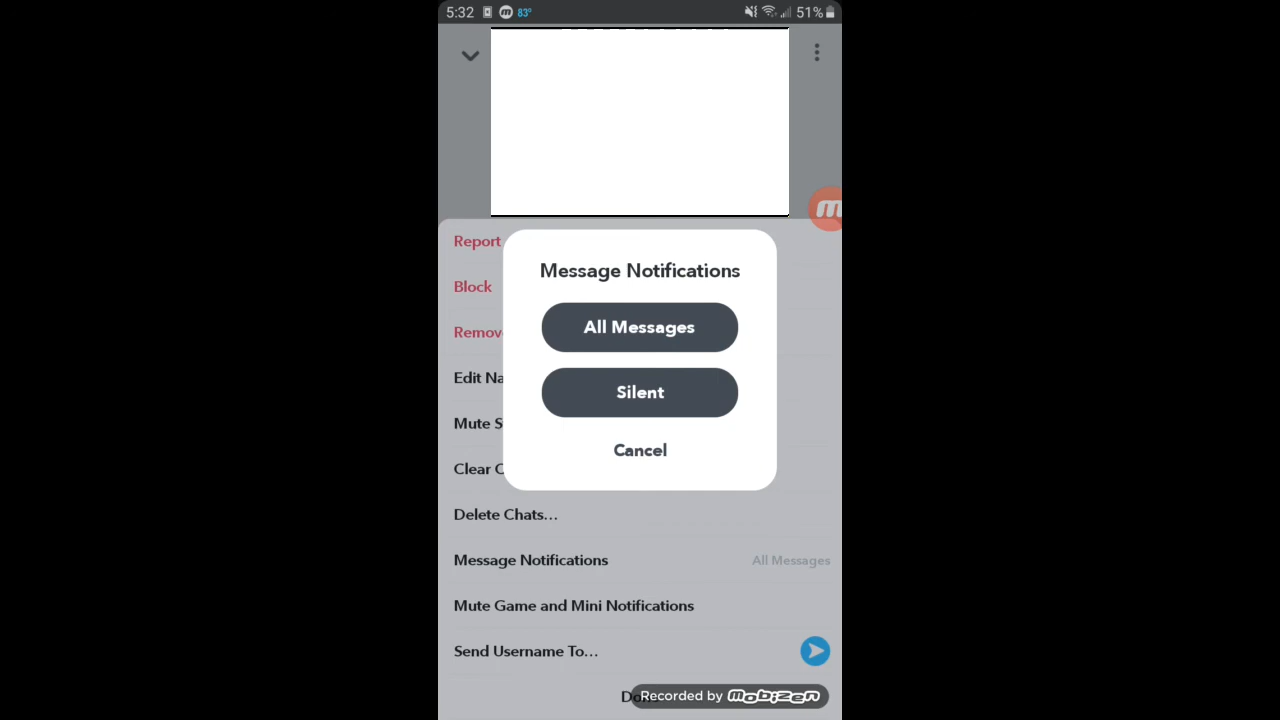 5:32 83° 51%
Report
Message Notifications
Block
All Messages
Remov
Edit Na
Silent
Mute S
Cancel
Clear C
Delete Chats...
Message Notifications All Messages
Mute Game and Mini Notifications
Send Username To...
Recorded by mobizen